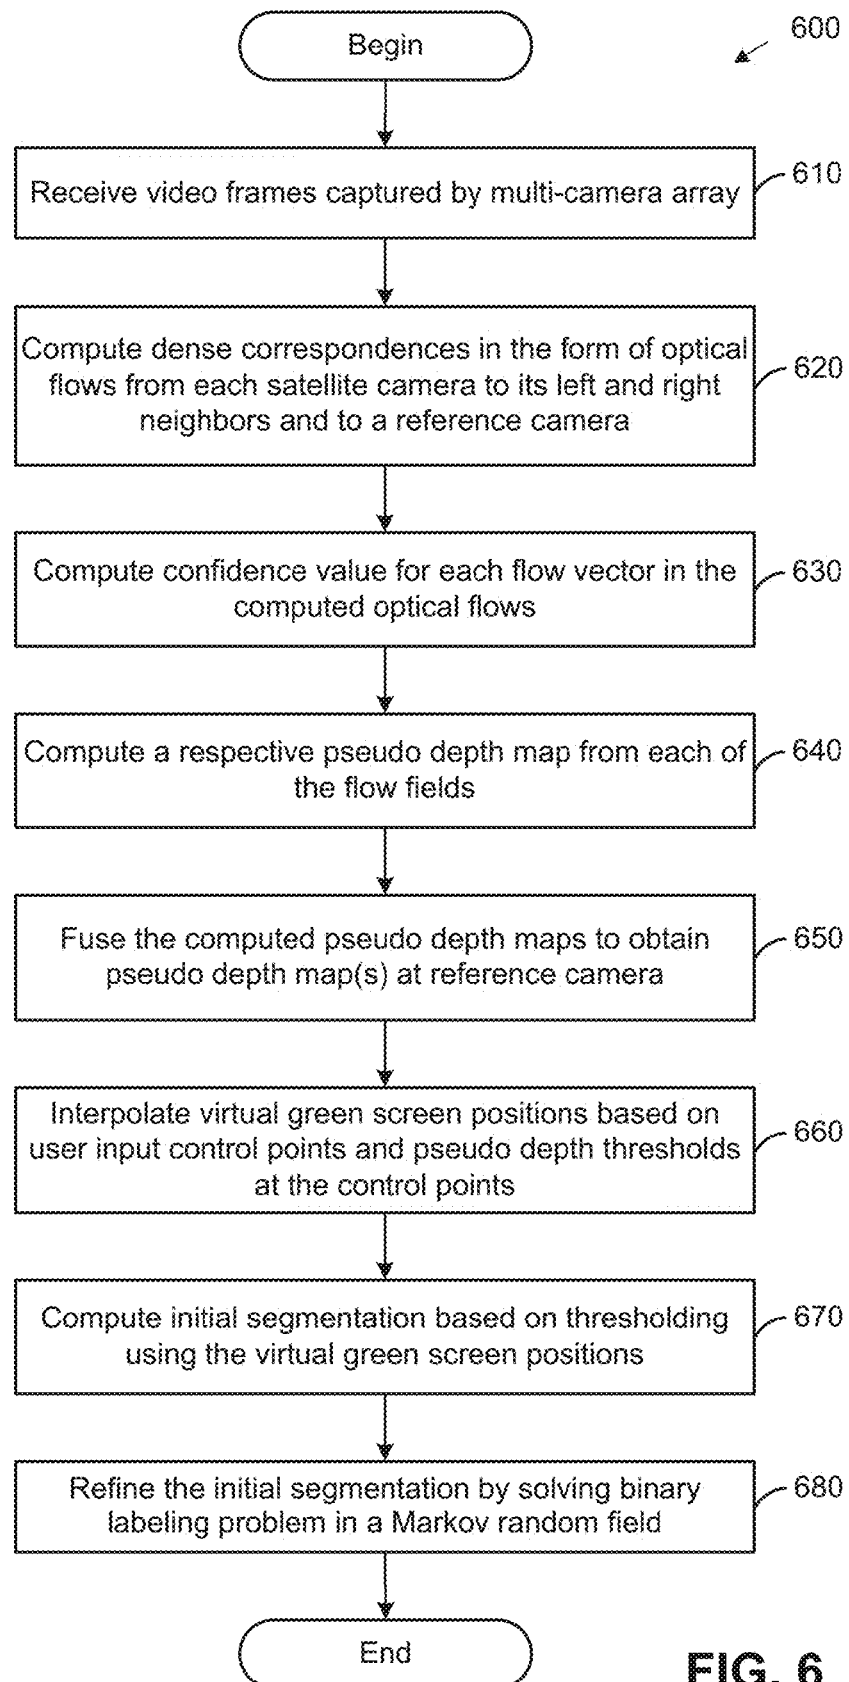 Begin
600
Receive video frames captured by multi-camera array
610
Compute dense correspondences in the form of optical
flows from each satellite camera to its left and right
neighbors and to a reference camera
620
Compute confidence value for each flow vector in the
computed optical flows
630
Compute a respective pseudo depth map from each of
the flow fields
640
Fuse the computed pseudo depth maps to obtain
pseudo depth map(s) at reference camera
650
Interpolate virtual green screen positions based on
user input control points and pseudo depth thresholds
at the control points
660
Compute initial segmentation based on thresholding
using the virtual green screen positions
670
Refine the initial segmentation by solving binary
labeling problem in a Markov random field
680
End
FIG. 6